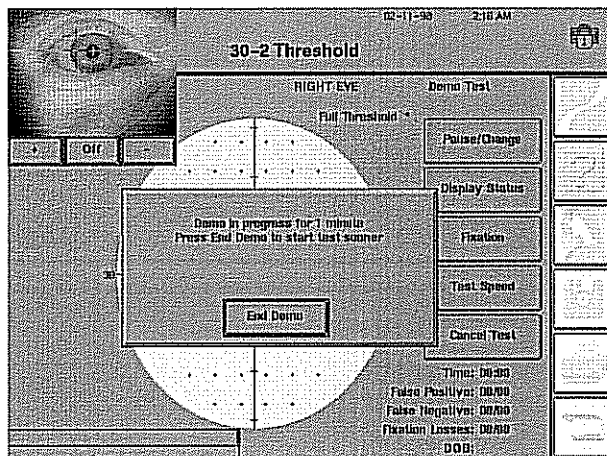 02-11-98 2:18 AM
30-2 Threshold
RIGHT EYE Demo Test
Full Threshold
+ Off -
Pause/Change
Display Status
Demo in progress for 1 minute
Press End Demo to start test sooner
Fixation
30
Test Speed
End Demo
Cancel Test
Time: 00:00
False Positive: 00/00
False Negative: 00/00
Fixation Losses: 00/00
DOB: